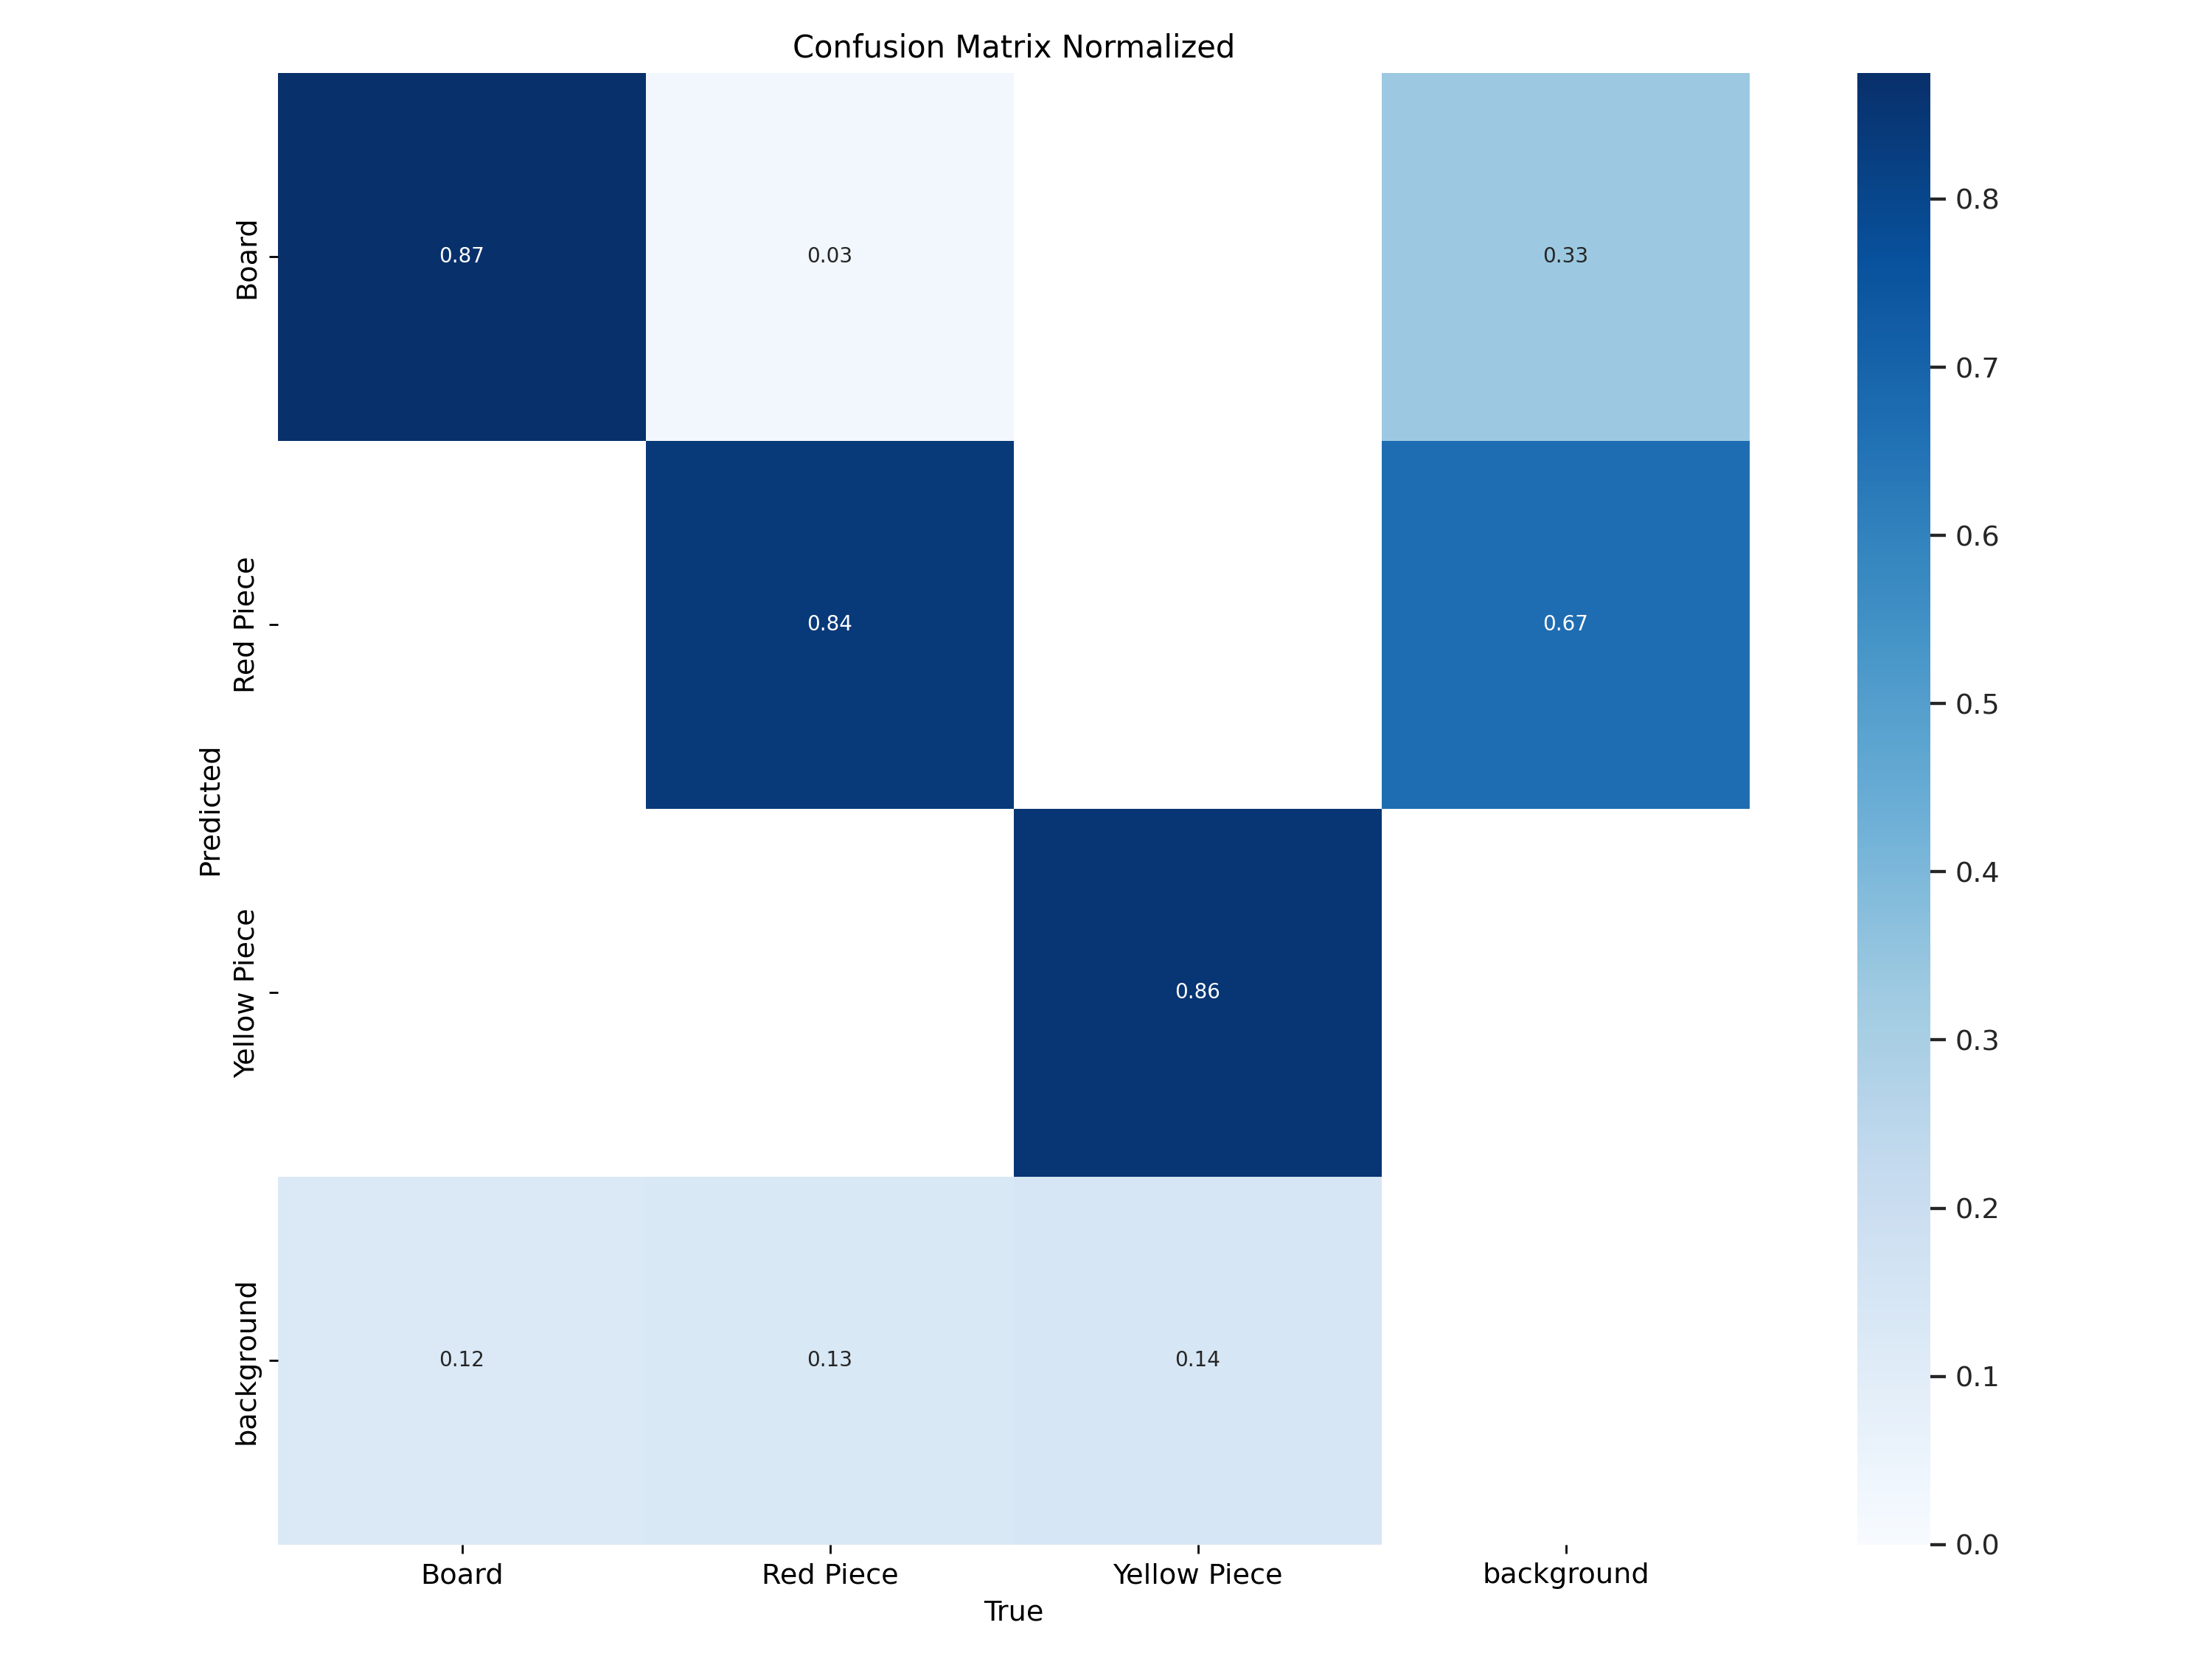 Confusion Matrix Normalized
Board
0.87
0.03
0.33
Red Piece
0.84
0.67
Yellow Piece
0.86
background
0.12
0.13
0.14
Predicted
Board
Red Piece
Yellow Piece
background
True
0.8
0.7
0.6
0.5
0.4
0.3
0.2
0.1
0.0